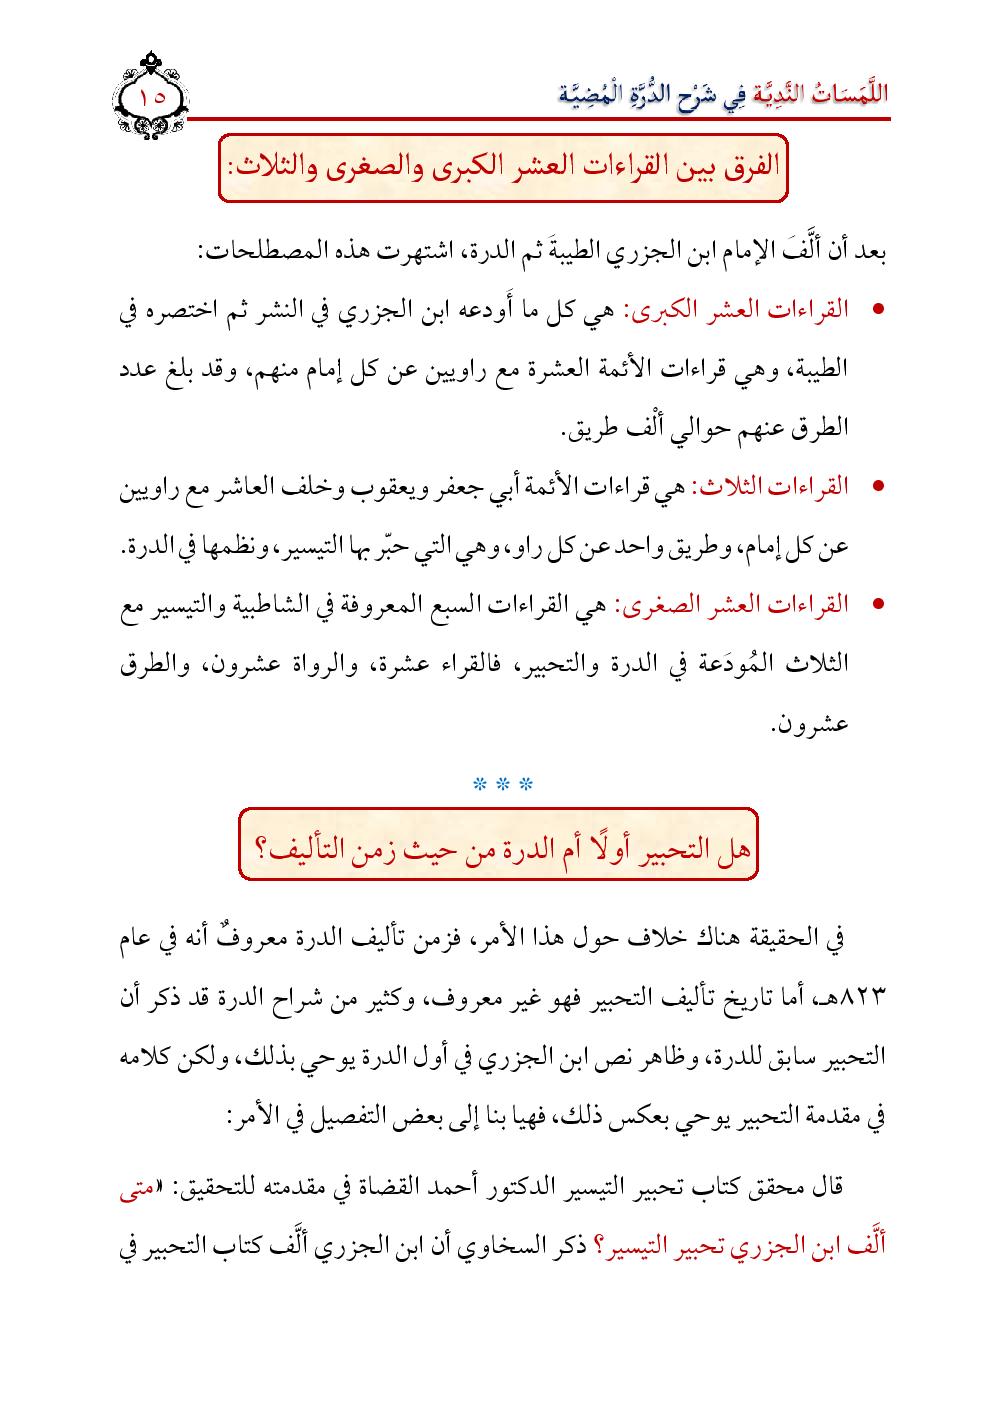 اللَّمَسَاتُ النَّدِيَّة فِي شَرْح الدُّرَّةِ الْمُضِيَّة
١٥
الفرق بين القراءات العشر الكبرى والصغرى والثلاث:
بعد أن ألَّفَ الإمام ابن الجزري الطيبةَ ثم الدرة، اشتهرت هذه المصطلحات:
• القراءات العشر الكبرى: هي كل ما أَودعه ابن الجزري في النشر ثم اختصره في
الطيبة، وهي قراءات الأئمة العشرة مع راويين عن كل إمام منهم، وقد بلغ عدد
الطرق عنهم حوالي ألْف طريق.
• القراءات الثلاث: هي قراءات الأئمة أبي جعفر ويعقوب وخلف العاشر مع راويين
عن كل إمام، وطريق واحد عن كل راو، وهي التي حبّر بها التيسير، ونظمها في الدرة.
• القراءات العشر الصغرى: هي القراءات السبع المعروفة في الشاطبية والتيسير مع
الثلاث المُودَعة في الدرة والتحبير، فالقراء عشرة، والرواة عشرون، والطرق
عشرون.
* * *
هل التحبير أولًا أم الدرة من حيث زمن التأليف؟
في الحقيقة هناك خلاف حول هذا الأمر، فزمن تأليف الدرة معروفٌ أنه في عام
٨٢٣هـ، أما تاريخ تأليف التحبير فهو غير معروف، وكثير من شراح الدرة قد ذكر أن
التحبير سابق للدرة، وظاهر نص ابن الجزري في أول الدرة يوحي بذلك، ولكن كلامه
في مقدمة التحبير يوحي بعكس ذلك، فهيا بنا إلى بعض التفصيل في الأمر:
قال محقق كتاب تحبير التيسير الدكتور أحمد القضاة في مقدمته للتحقيق: «متى
ألَّف ابن الجزري تحبير التيسير؟ ذكر السخاوي أن ابن الجزري ألَّف كتاب التحبير في